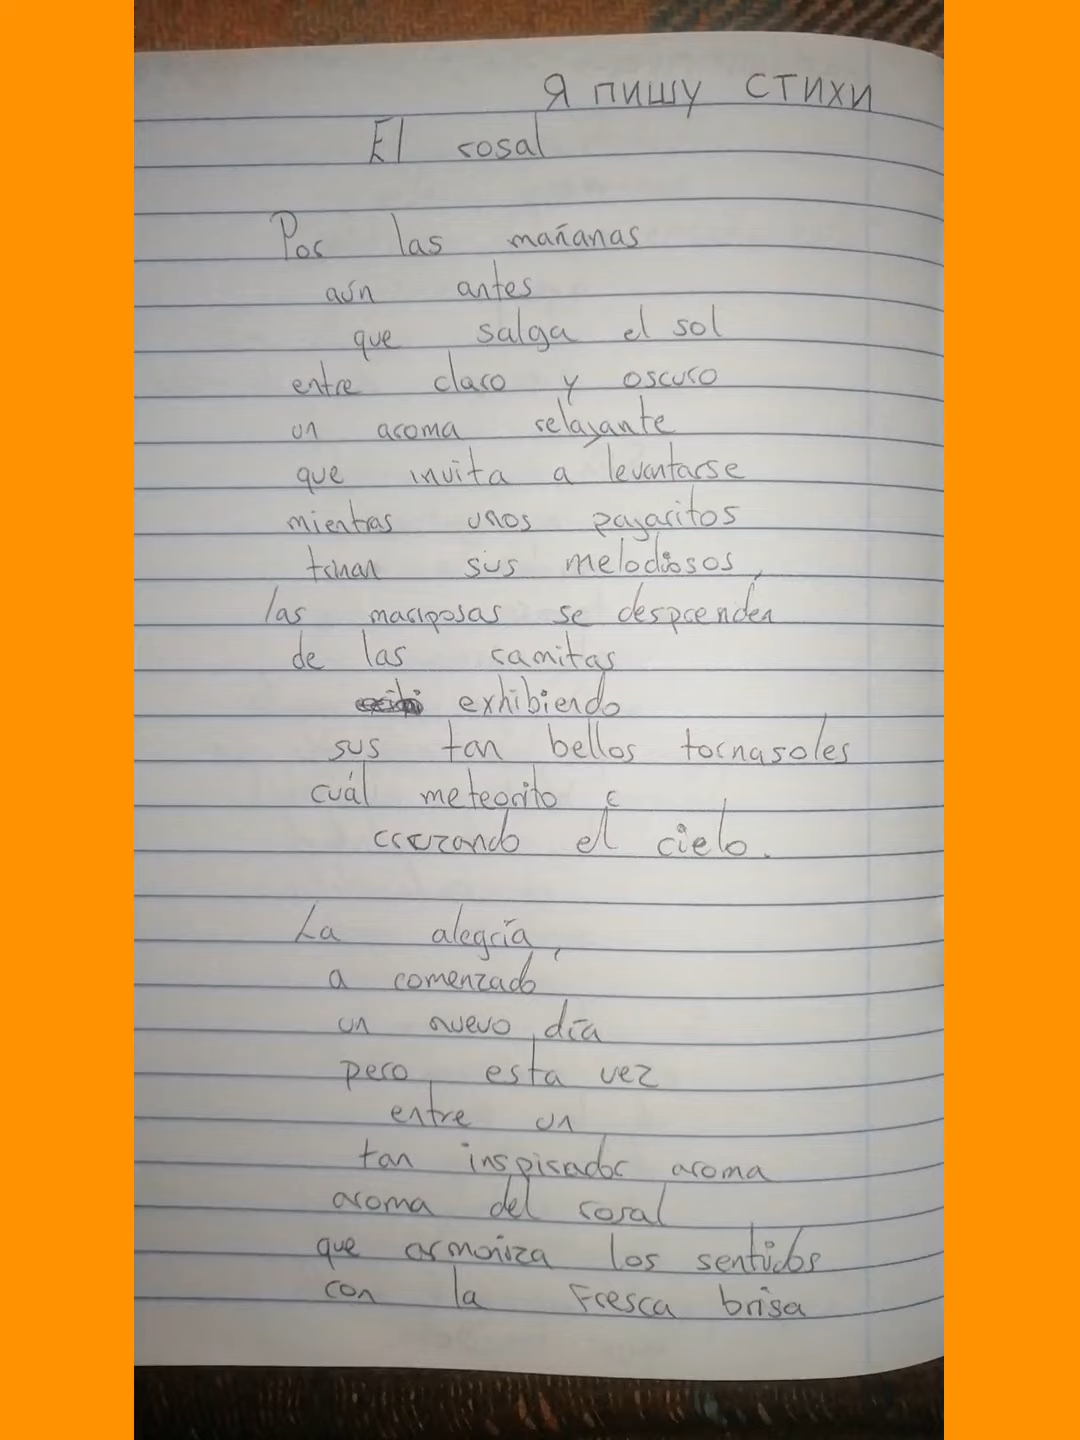 Я пишу стихи
El rosal
Por las mañanas
aún antes
que salga el sol
entre claro y oscuro
un aroma relajante
que invita a levantarse
mientras unos pajaritos
sus melodiosos,
las mariposas se desprenden
de las ramitas
exhibiendo
sus tan bellos tornasoles
cuál meteorito
cruzando el cielo.
La alegría,
a comenzado
un nuevo día
pero, esta vez
entre un
tan inspirador aroma
aroma del rosal
que armoniza los sentidos
con la fresca brisa